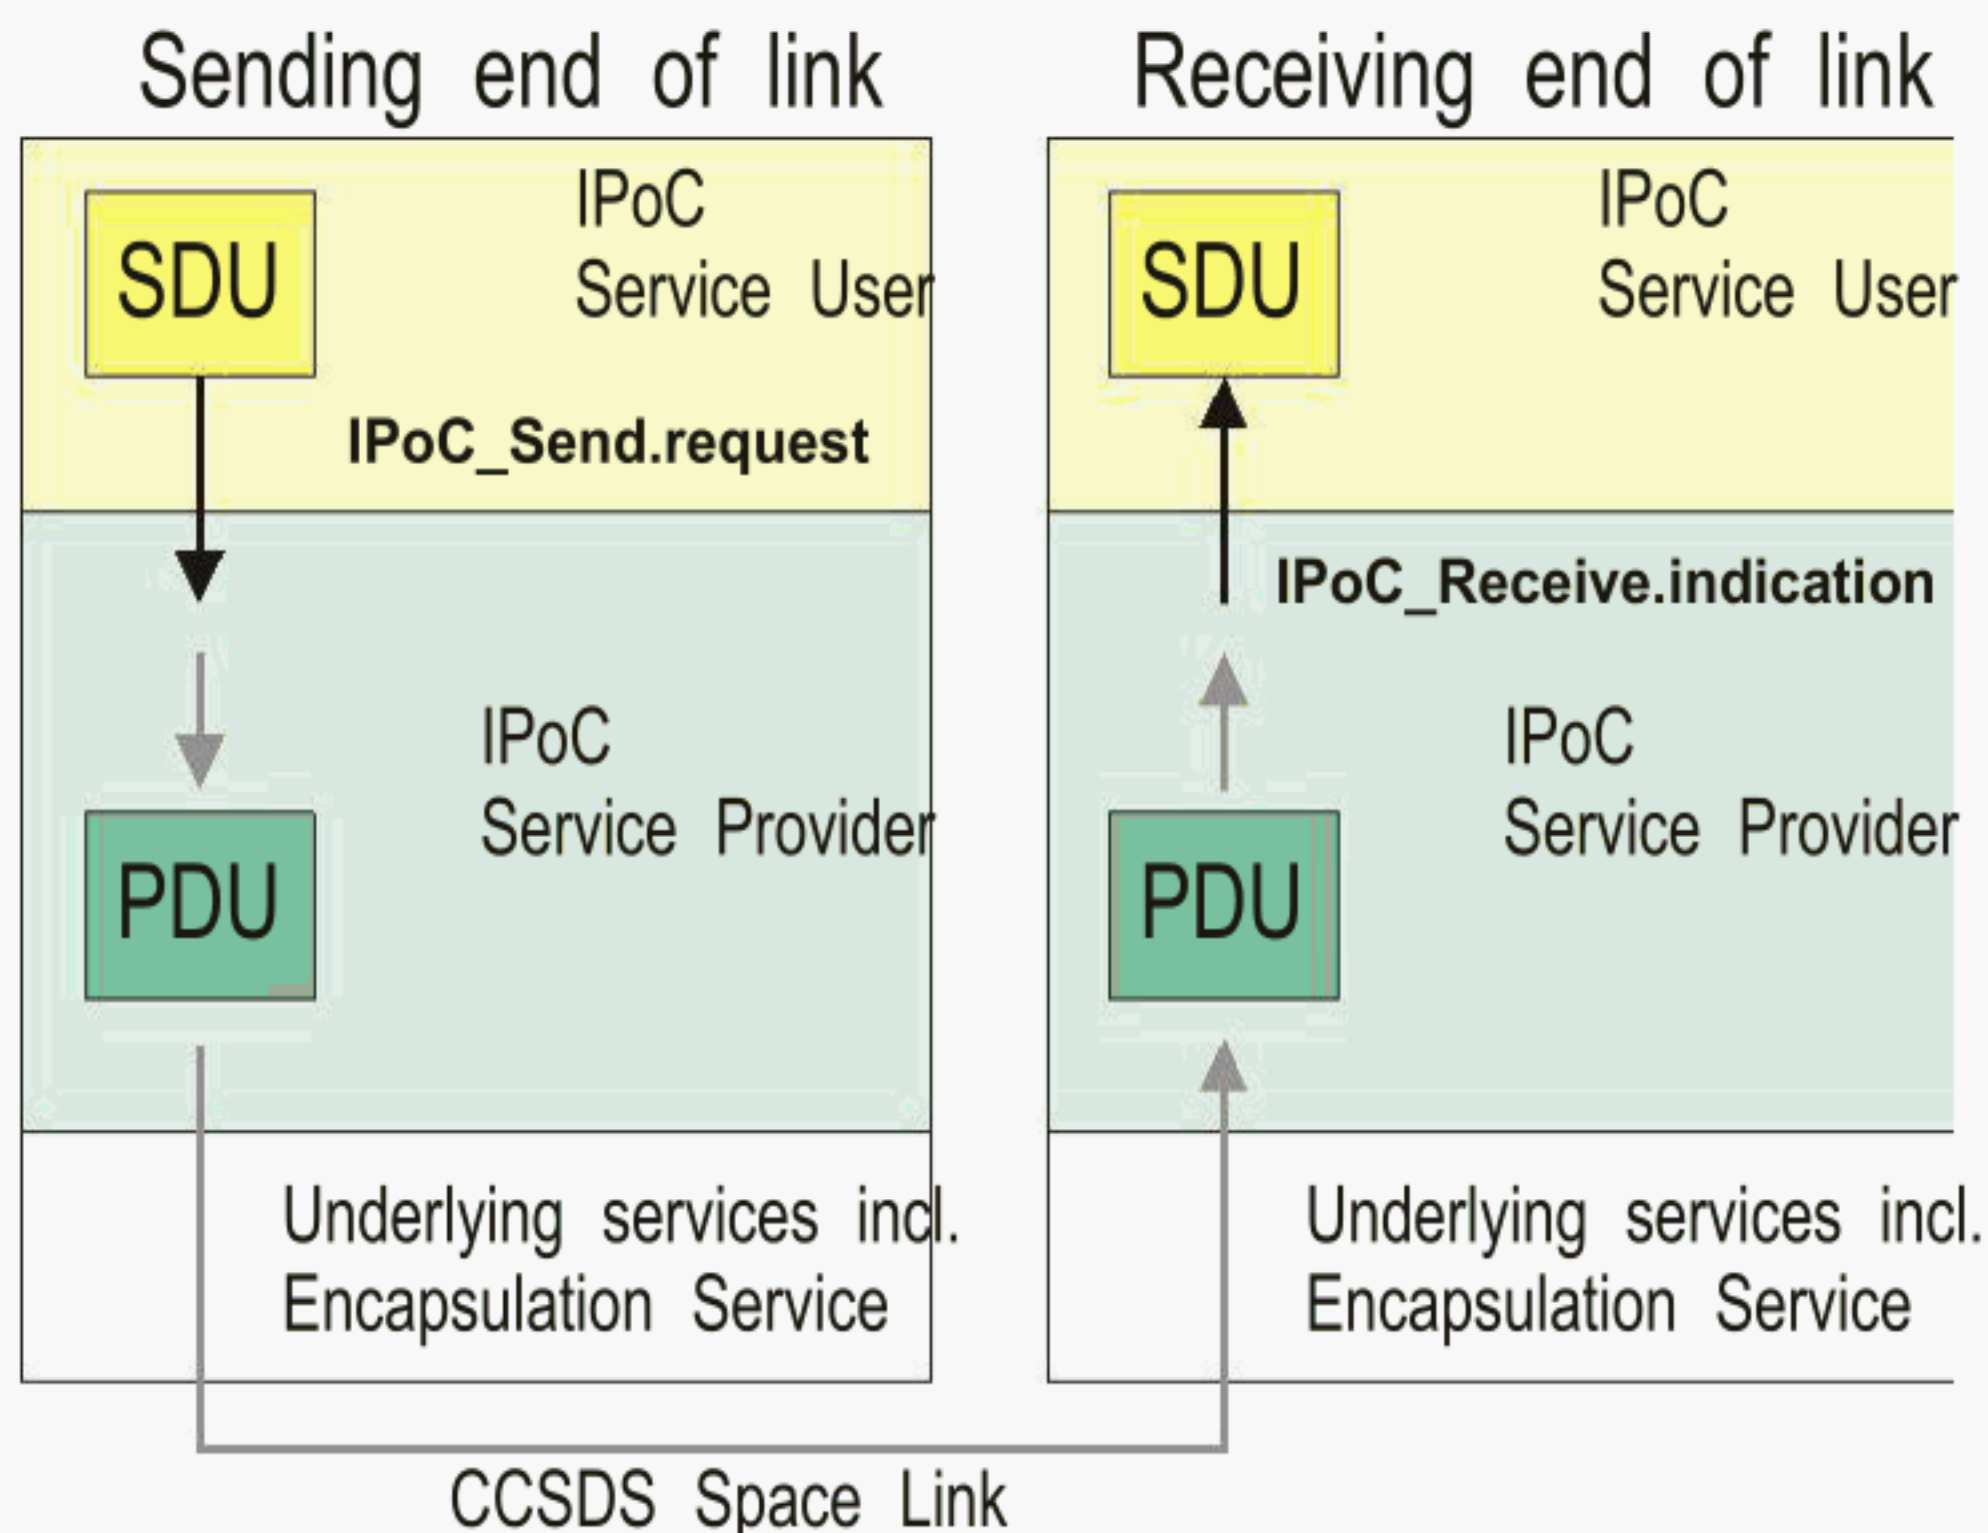 Sending end of link
IPoC
Service User
SDU
IPoC_Send.request
IPoC
Service Provider
PDU
Underlying services incl.
Encapsulation Service
Receiving end of link
IPoC
Service User
SDU
IPoC_Receive.indication
IPoC
Service Provider
PDU
Underlying services incl.
Encapsulation Service
CCSDS Space Link